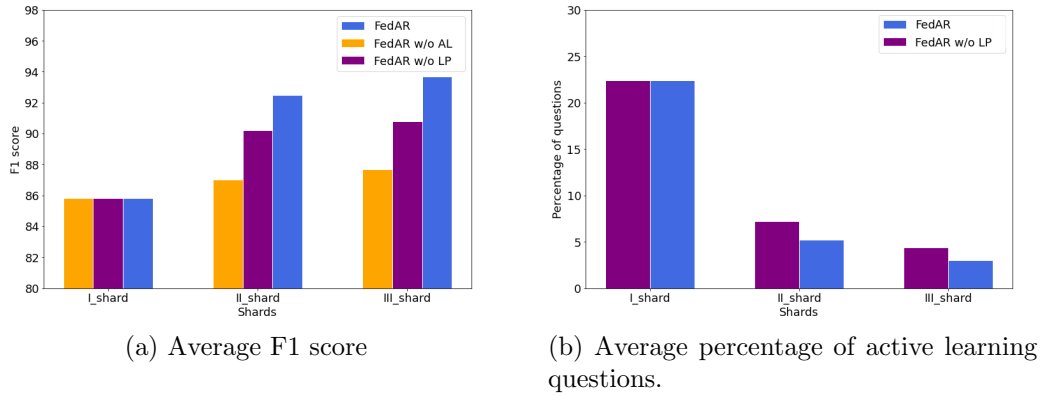 98
96
94
92
90
88
86
84
82
80
F1 score
FedAR
FedAR w/o AL
FedAR w/o LP
I_shard
II_shard
III_shard
Shards
(a) Average F1 score
30
25
20
15
10
5
0
Percentage of questions
FedAR
FedAR w/o LP
I_shard
II_shard
III_shard
Shards
(b) Average percentage of active learning
questions.